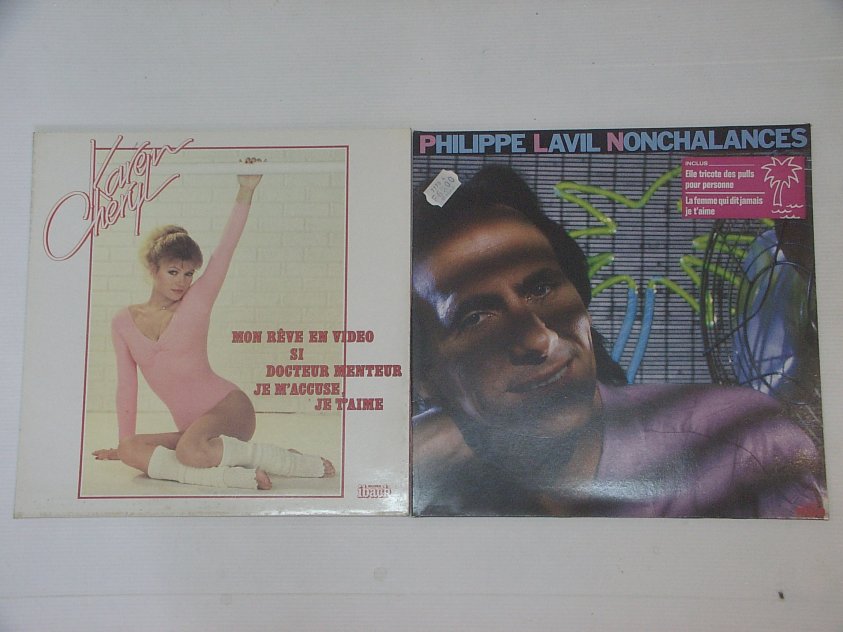 Karen
Cheryl
MON RÊVE EN VIDEO
SI
DOCTEUR MENTEUR
JE M'ACCUSE,
JE T'AIME
ibach
PHILIPPE LAVIL NONCHALANCES
INCLUS
Elle tricote des pulls
pour personne
La femme qui dit jamais
je t'aime